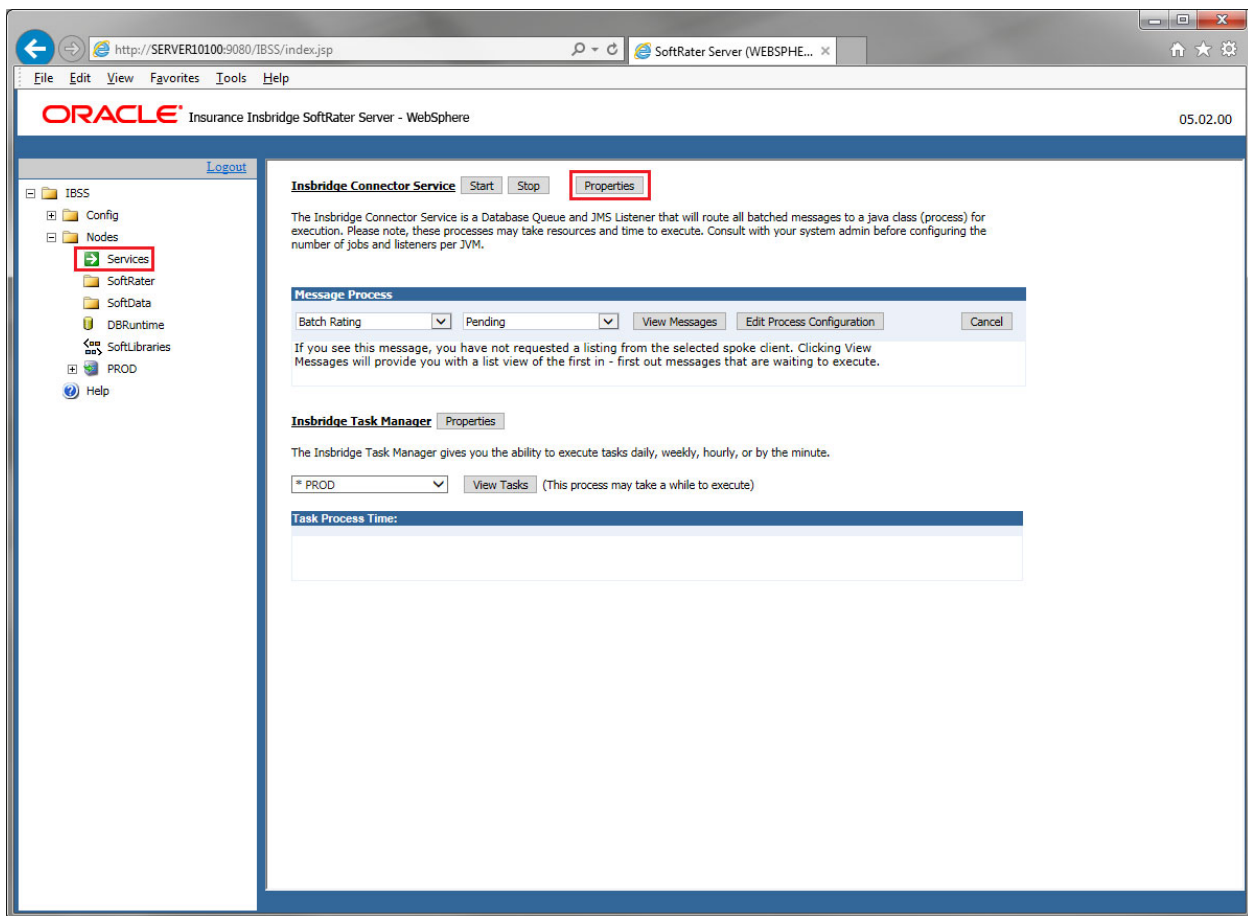 http://SERVER10100:9080/IBSS/index.jsp
SoftRater Server (WEBSPHE...
File Edit View Favorites Tools Help
ORACLE Insurance Insbridge SoftRater Server - WebSphere
05.02.00
Logout
IBSS
Config
Nodes
Services
SoftRater
SoftData
DBRuntime
SoftLibraries
PROD
Help
Insbridge Connector Service Start Stop Properties
The Insbridge Connector Service is a Database Queue and JMS Listener that will route all batched messages to a java class (process) for
execution. Please note, these processes may take resources and time to execute. Consult with your system admin before configuring the
number of jobs and listeners per JVM.
Message Process
Batch Rating Pending View Messages Edit Process Configuration Cancel
If you see this message, you have not requested a listing from the selected spoke client. Clicking View
Messages will provide you with a list view of the first in - first out messages that are waiting to execute.
Insbridge Task Manager Properties
The Insbridge Task Manager gives you the ability to execute tasks daily, weekly, hourly, or by the minute.
* PROD View Tasks (This process may take a while to execute)
Task Process Time: